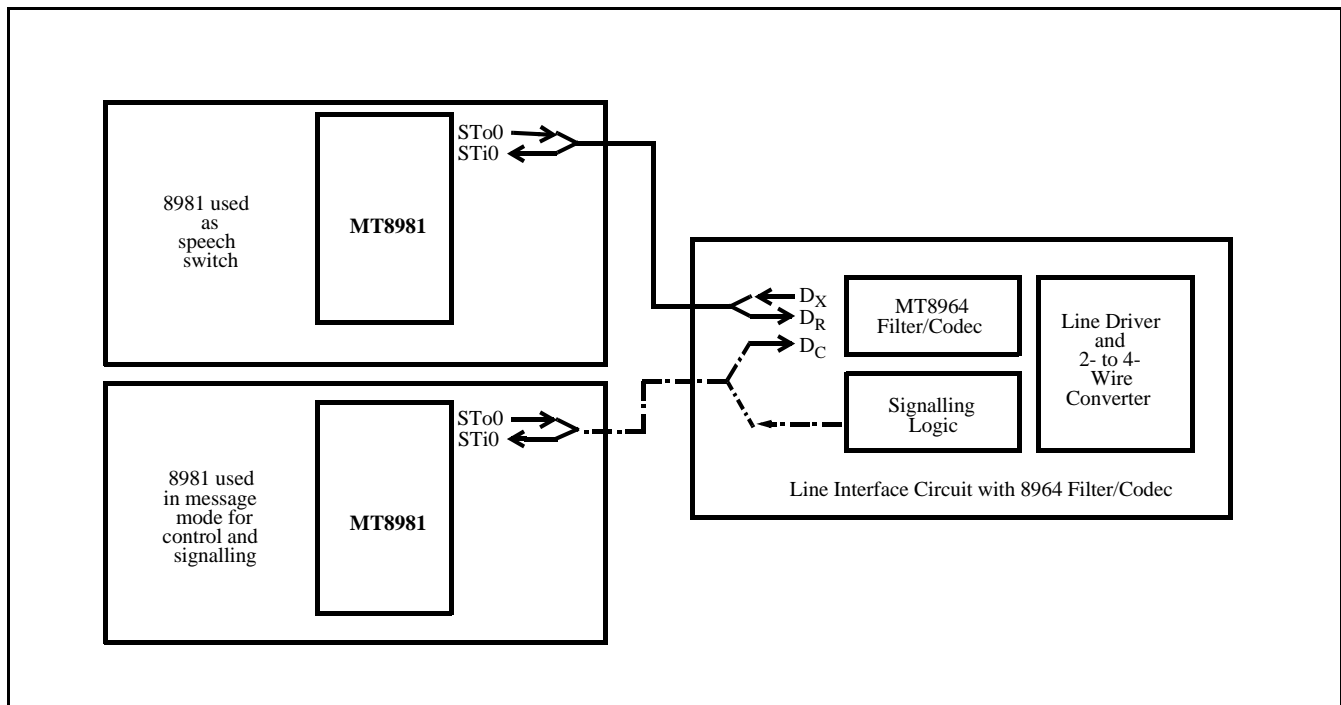 8981 used
as
speech
switch
MT8981
STo0
STi0
8981 used
in message
mode for
control and
signalling
MT8981
STo0
STi0
DX
DR
DC
MT8964
Filter/Codec
Signalling
Logic
Line Driver
and
2- to 4-
Wire
Converter
Line Interface Circuit with 8964 Filter/Codec